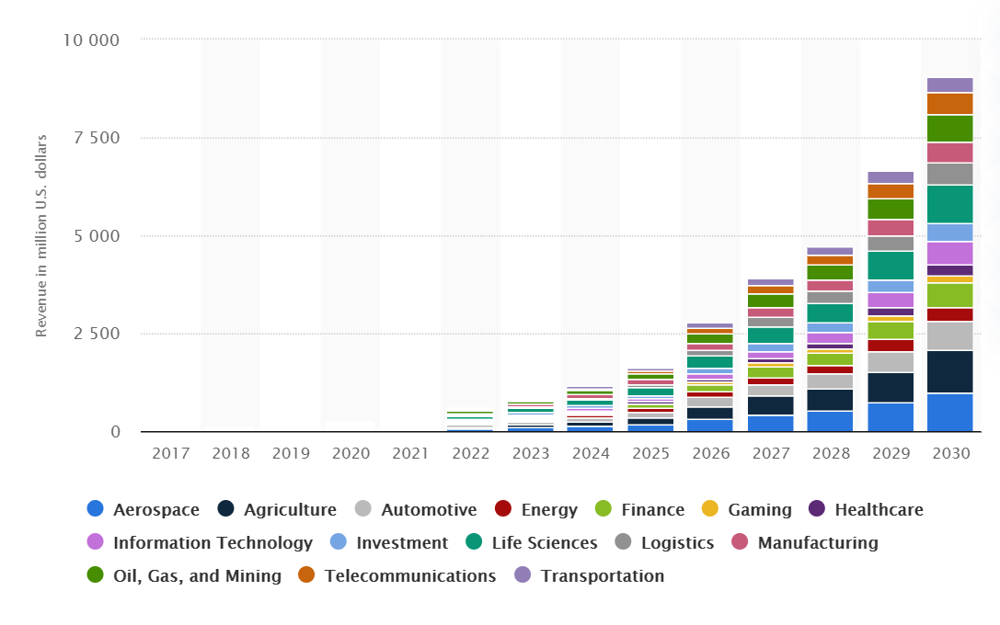 10 000
7 500
5 000
2 500
0
Revenue in million U.S. dollars
2017 2018 2019 2020 2021 2022 2023 2024 2025 2026 2027 2028 2029 2030
Aerospace Agriculture Automotive Energy Finance Gaming Healthcare
Information Technology Investment Life Sciences Logistics Manufacturing
Oil, Gas, and Mining Telecommunications Transportation